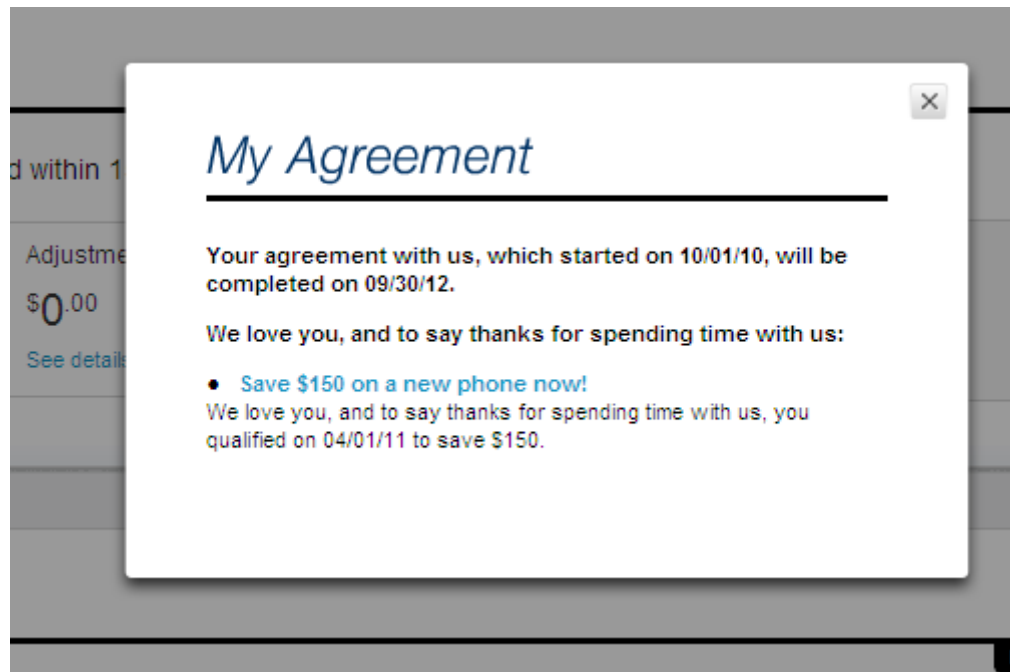 My Agreement
d within 1
Your agreement with us, which started on 10/01/10, will be
completed on 09/30/12.
Adjustme
$0.00
We love you, and to say thanks for spending time with us:
See details
• Save $150 on a new phone now!
We love you, and to say thanks for spending time with us, you
qualified on 04/01/11 to save $150.